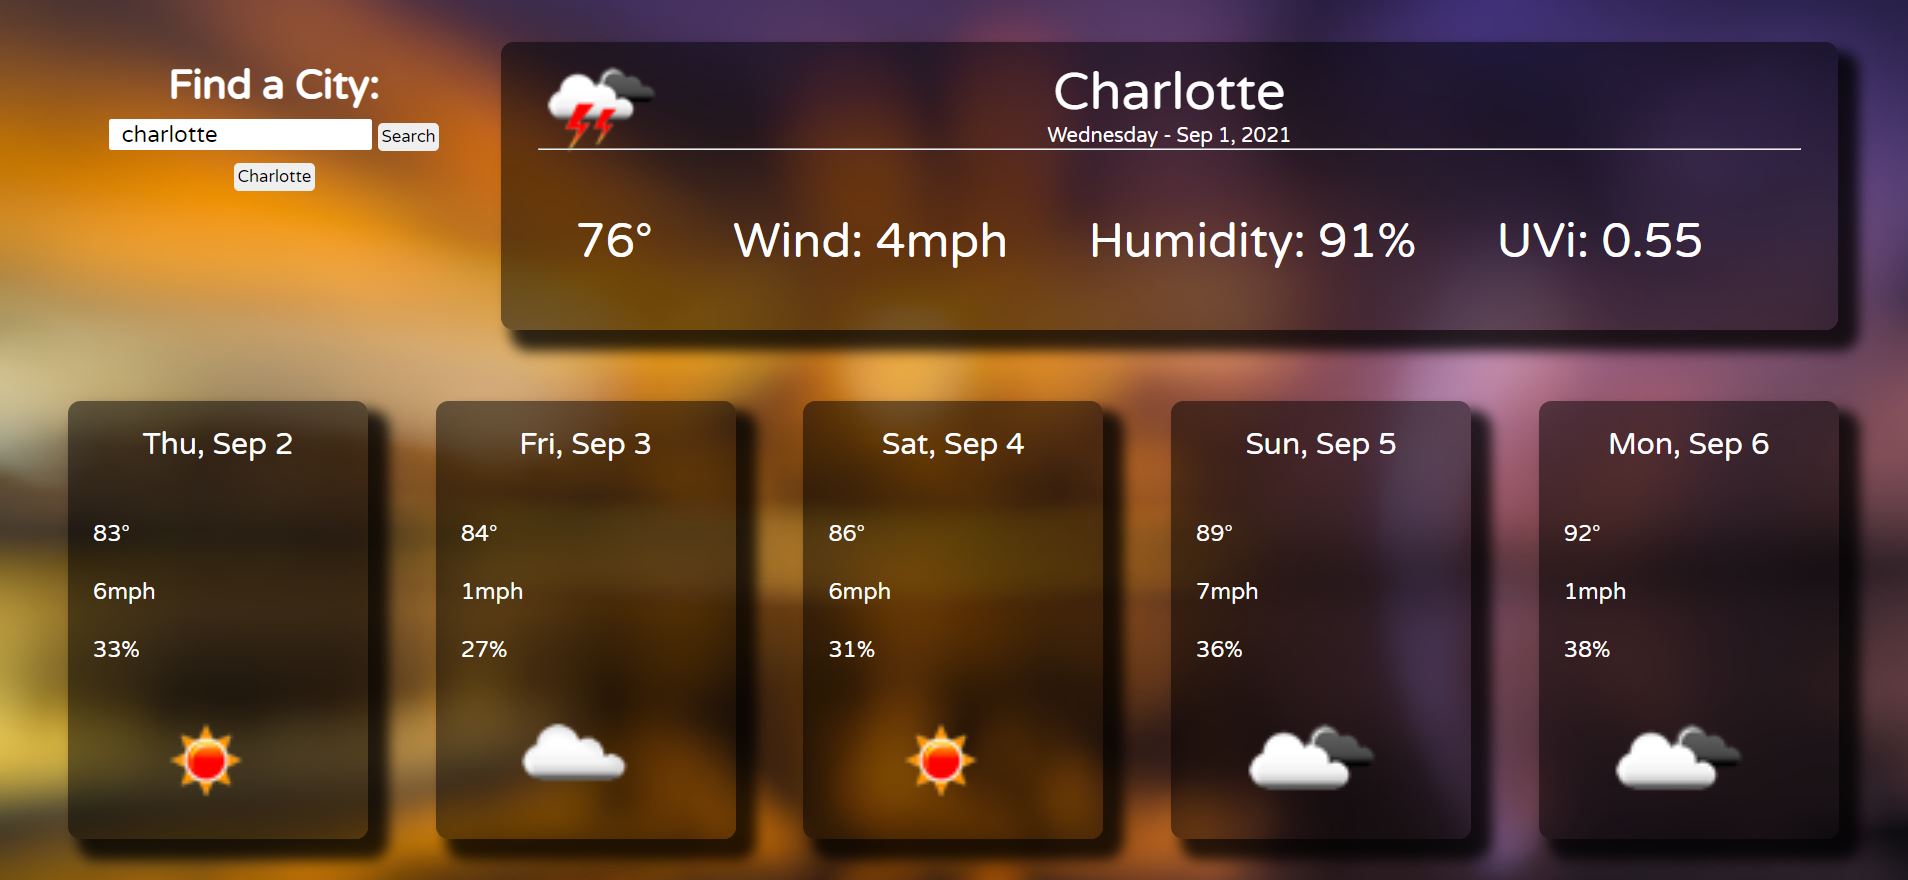 Find a City:
charlotte
Search
Charlotte
Charlotte
Wednesday - Sep 1, 2021
76° Wind: 4mph Humidity: 91% UVi: 0.55
Thu, Sep 2
83°
6mph
33%
Fri, Sep 3
84°
1mph
27%
Sat, Sep 4
86°
6mph
31%
Sun, Sep 5
89°
7mph
36%
Mon, Sep 6
92°
1mph
38%